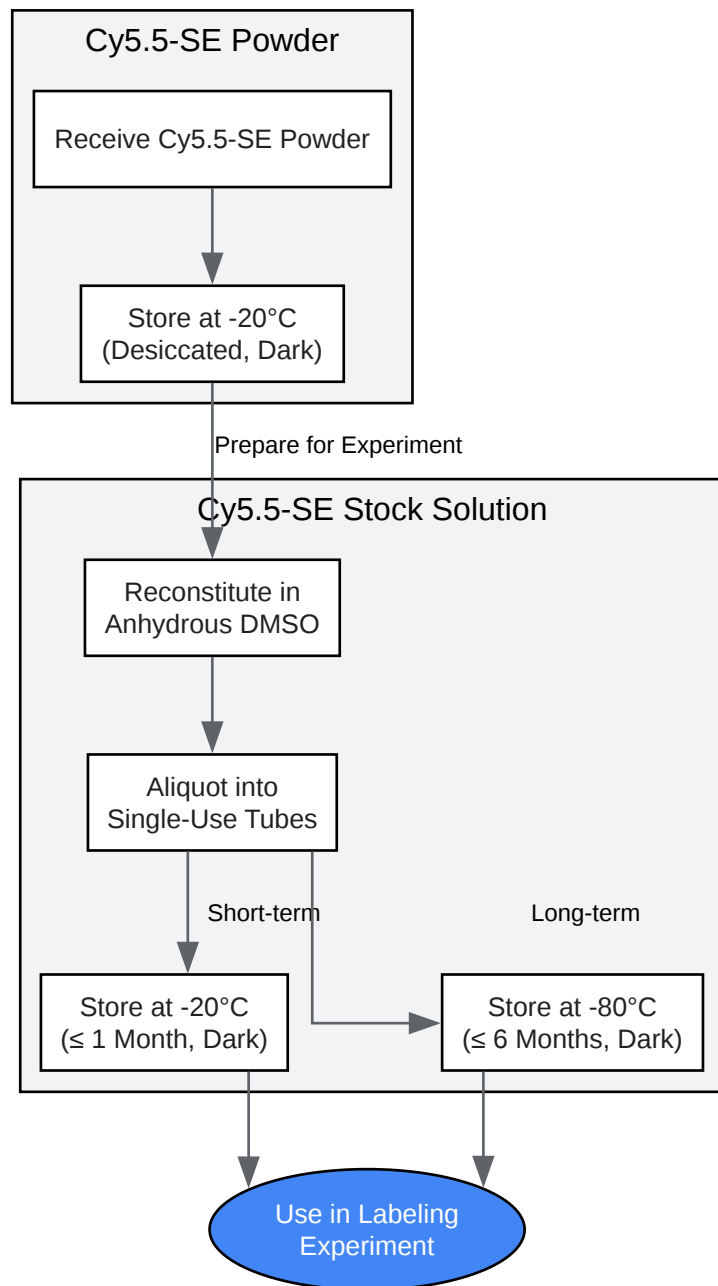 Cy5.5-SE Powder
Receive Cy5.5-SE Powder
Store at -20°C
(Desiccated, Dark)
Prepare for Experiment
Cy5.5-SE Stock Solution
Reconstitute in
Anhydrous DMSO
Aliquot into
Single-Use Tubes
Short-term
Long-term
Store at -20°C
(≤ 1 Month, Dark)
Store at -80°C
(≤ 6 Months, Dark)
Use in Labeling
Experiment